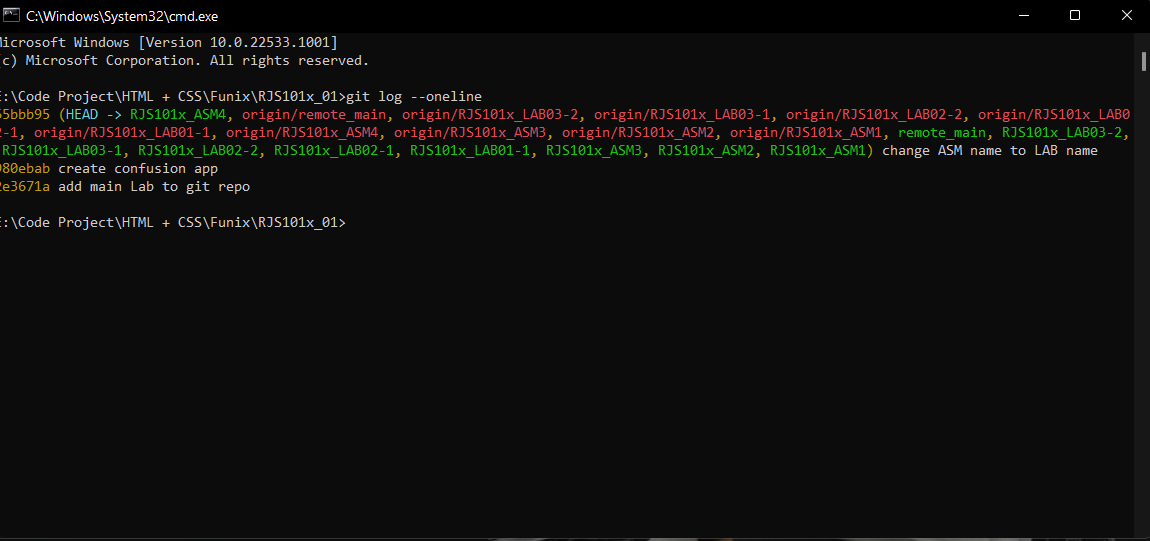 C:\Windows\System32\cmd.exe
Microsoft Windows [Version 10.0.22533.1001]
(c) Microsoft Corporation. All rights reserved.
E:\Code Project\HTML + CSS\Funix\RJS101x_01>git log --oneline
65bbb95 (HEAD -> RJS101x_ASM4, origin/remote_main, origin/RJS101x_LAB03-2, origin/RJS101x_LAB03-1, origin/RJS101x_LAB02-2, origin/RJS101x_LAB0
2-1, origin/RJS101x_LAB01-1, origin/RJS101x_ASM4, origin/RJS101x_ASM3, origin/RJS101x_ASM2, origin/RJS101x_ASM1, remote_main, RJS101x_LAB03-2,
RJS101x_LAB03-1, RJS101x_LAB02-2, RJS101x_LAB02-1, RJS101x_LAB01-1, RJS101x_ASM3, RJS101x_ASM2, RJS101x_ASM1) change ASM name to LAB name
980ebab create confusion app
2e3671a add main Lab to git repo
E:\Code Project\HTML + CSS\Funix\RJS101x_01>